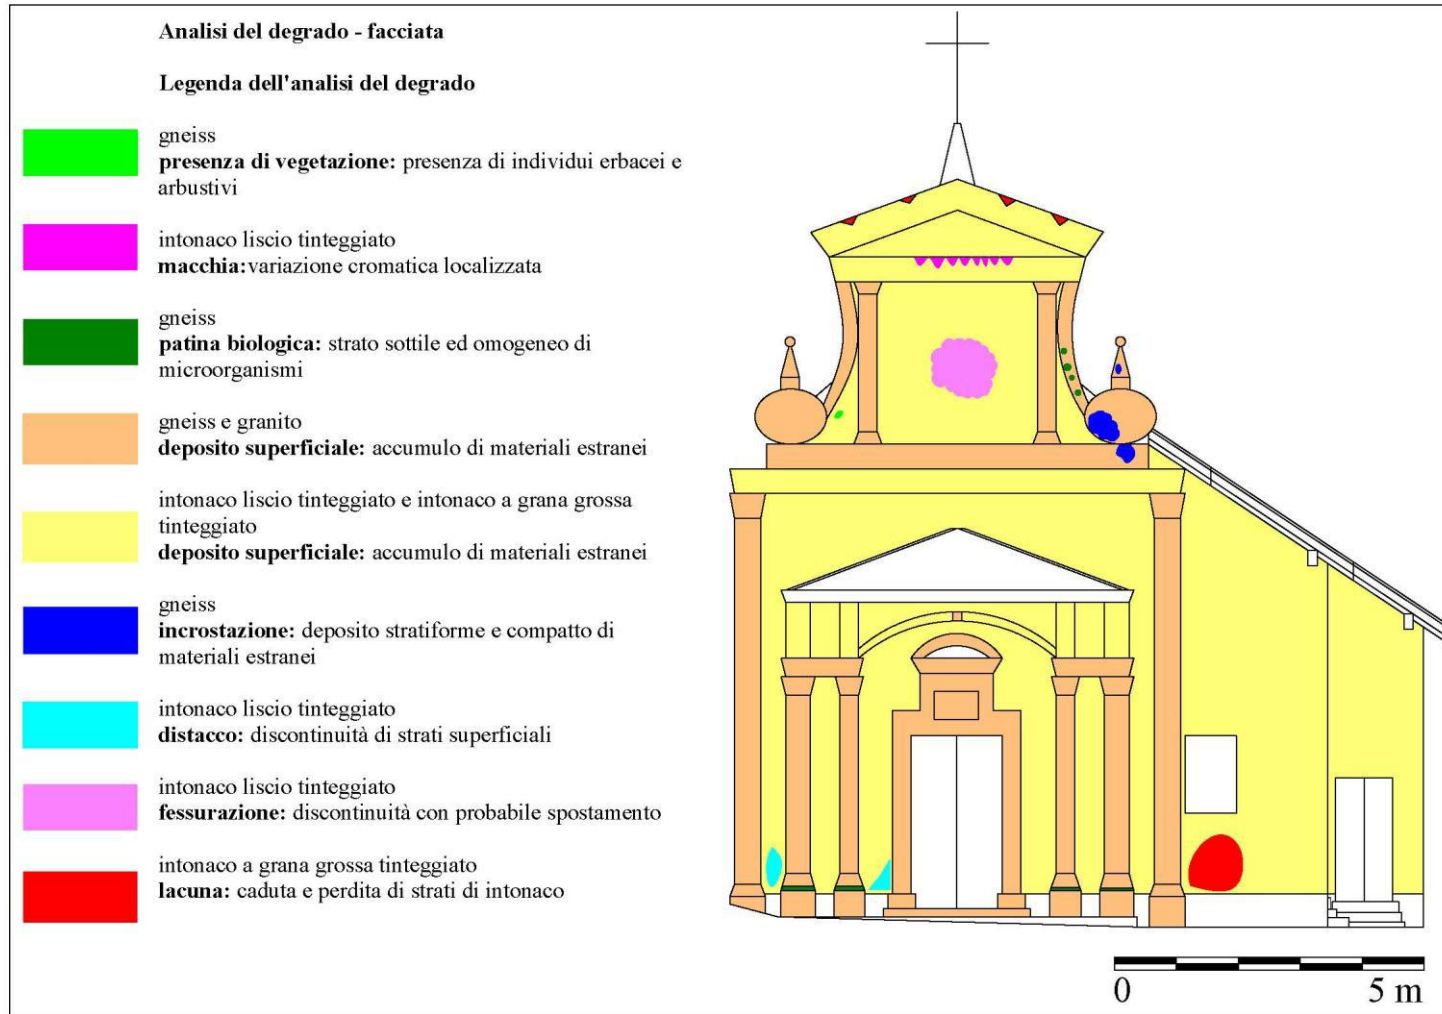 Analisi del degrado - facciata
Legenda dell'analisi del degrado
gneiss
presenza di vegetazione: presenza di individui erbacei e
arbustivi
intonaco liscio tinteggiato
macchia:variazione cromatica localizzata
gneiss
patina biologica: strato sottile ed omogeneo di
microorganismi
gneiss e granito
deposito superficiale: accumulo di materiali estranei
intonaco liscio tinteggiato e intonaco a grana grossa
tinteggiato
deposito superficiale: accumulo di materiali estranei
gneiss
incrostazione: deposito stratiforme e compatto di
materiali estranei
intonaco liscio tinteggiato
distacco: discontinuità di strati superficiali
intonaco liscio tinteggiato
fessurazione: discontinuità con probabile spostamento
intonaco a grana grossa tinteggiato
lacuna: caduta e perdita di strati di intonaco
0 5 m